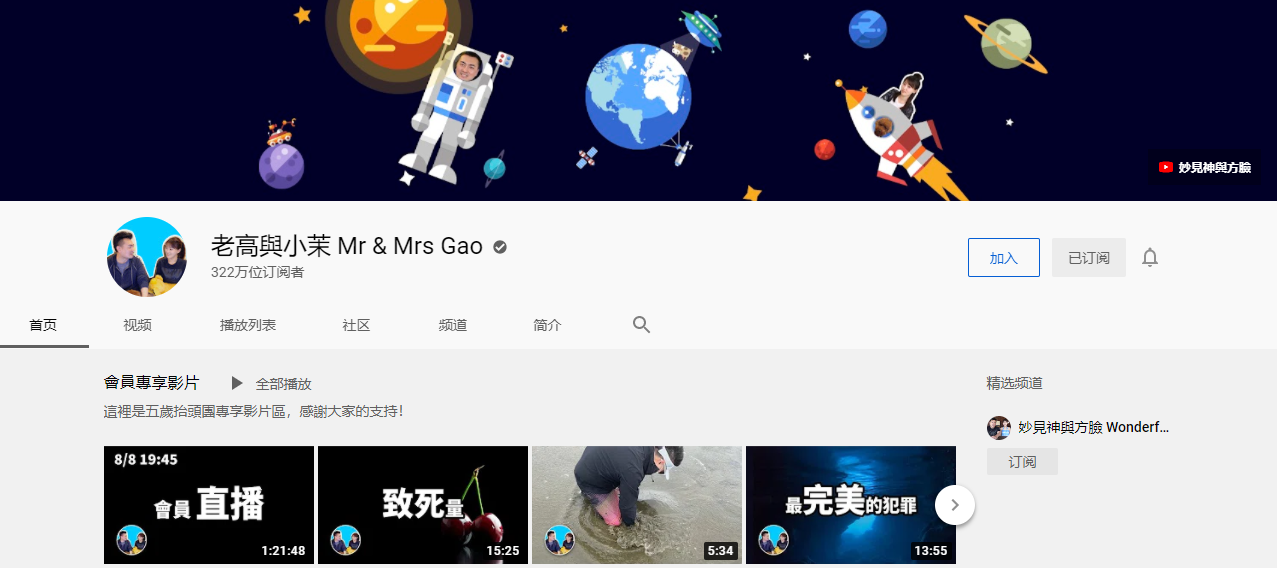 妙見神與方臉
老高與小茉 Mr & Mrs Gao
322万位订阅者
加入
已订阅
首页
视频
播放列表
社区
频道
简介
會員專享影片
全部播放
這裡是五歲抬頭團專享影片區，感謝大家的支持！
精选频道
妙見神與方臉 Wonderf...
订阅
8/8 19:45
會員 直播
1:21:48
致死量
15:25
5:34
最完美的犯罪
13:55